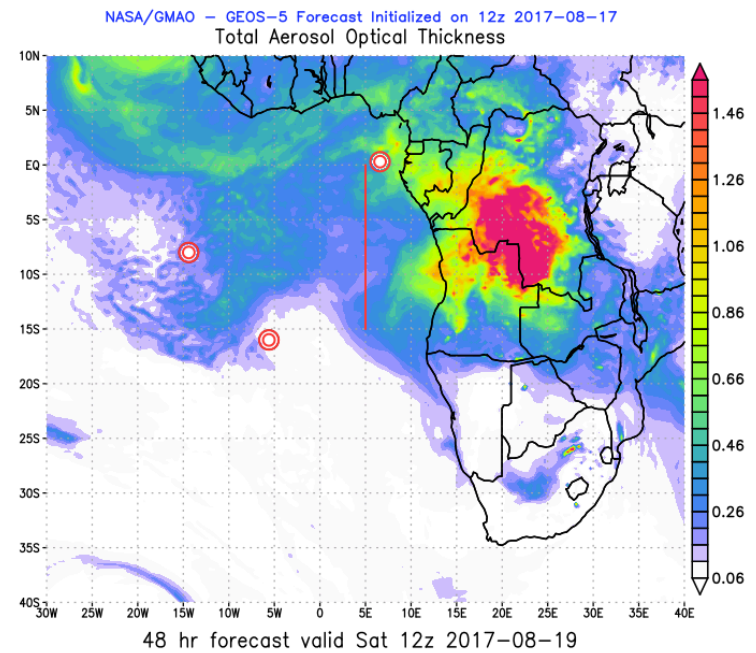 NASA/GMAO - GEOS-5 Forecast Initialized on 12z 2017-08-17
Total Aerosol Optical Thickness
10N
5N
EQ
5S
10S
15S
20S
25S
30S
35S
40S
30W 25W 20W 15W 10W 5W 0 5E 10E 15E 20E 25E 30E 35E 40E
1.46
1.26
1.06
0.86
0.66
0.46
0.26
0.06
48 hr forecast valid Sat 12z 2017-08-19